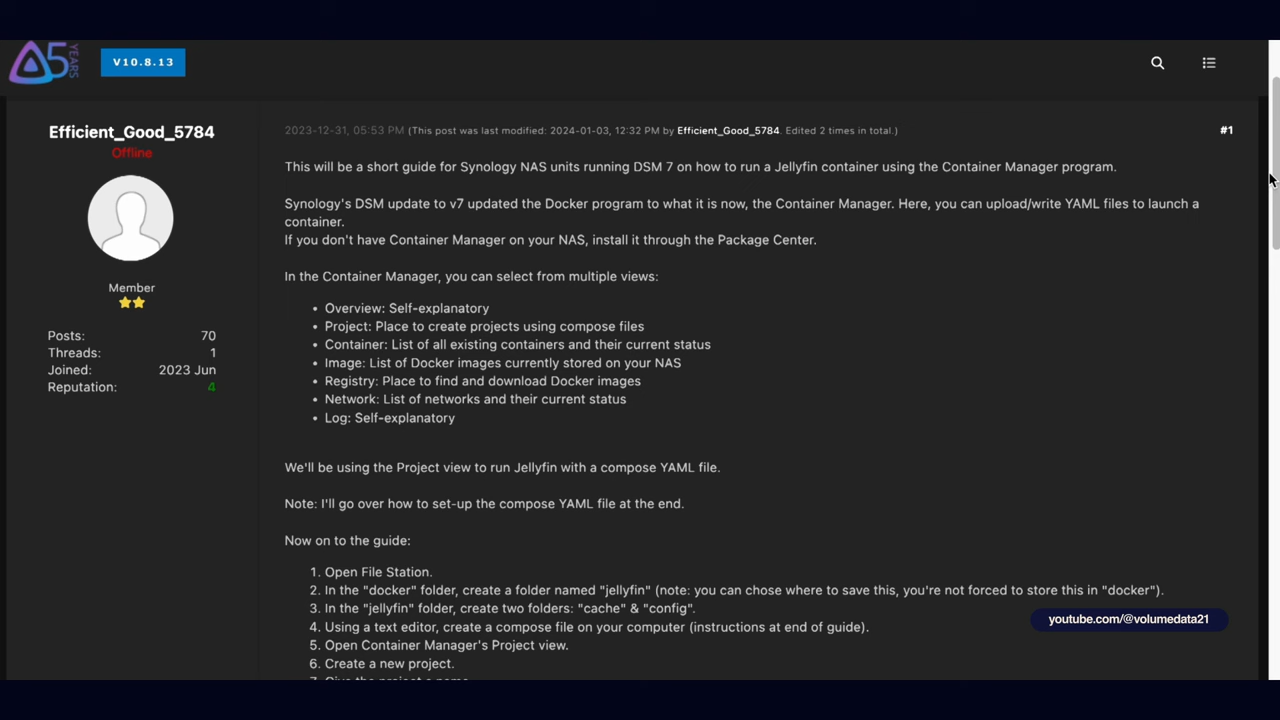 5 YEARS
V10.8.13
Efficient_Good_5784
Offline
Member
Posts: 70
Threads: 1
Joined: 2023 Jun
Reputation: 4
2023-12-31, 05:53 PM (This post was last modified: 2024-01-03, 12:32 PM by Efficient_Good_5784. Edited 2 times in total.)
#1
This will be a short guide for Synology NAS units running DSM 7 on how to run a Jellyfin container using the Container Manager program.
Synology's DSM update to v7 updated the Docker program to what it is now, the Container Manager. Here, you can upload/write YAML files to launch a
container.
If you don't have Container Manager on your NAS, install it through the Package Center.
In the Container Manager, you can select from multiple views:
• Overview: Self-explanatory
• Project: Place to create projects using compose files
• Container: List of all existing containers and their current status
• Image: List of Docker images currently stored on your NAS
• Registry: Place to find and download Docker images
• Network: List of networks and their current status
• Log: Self-explanatory
We'll be using the Project view to run Jellyfin with a compose YAML file.
Note: I'll go over how to set-up the compose YAML file at the end.
Now on to the guide:
1. Open File Station.
2. In the "docker" folder, create a folder named "jellyfin" (note: you can chose where to save this, you're not forced to store this in "docker").
3. In the "jellyfin" folder, create two folders: "cache" & "config".
4. Using a text editor, create a compose file on your computer (instructions at end of guide).
5. Open Container Manager's Project view.
6. Create a new project.
7. Give the project a name
youtube.com/@volumedata21